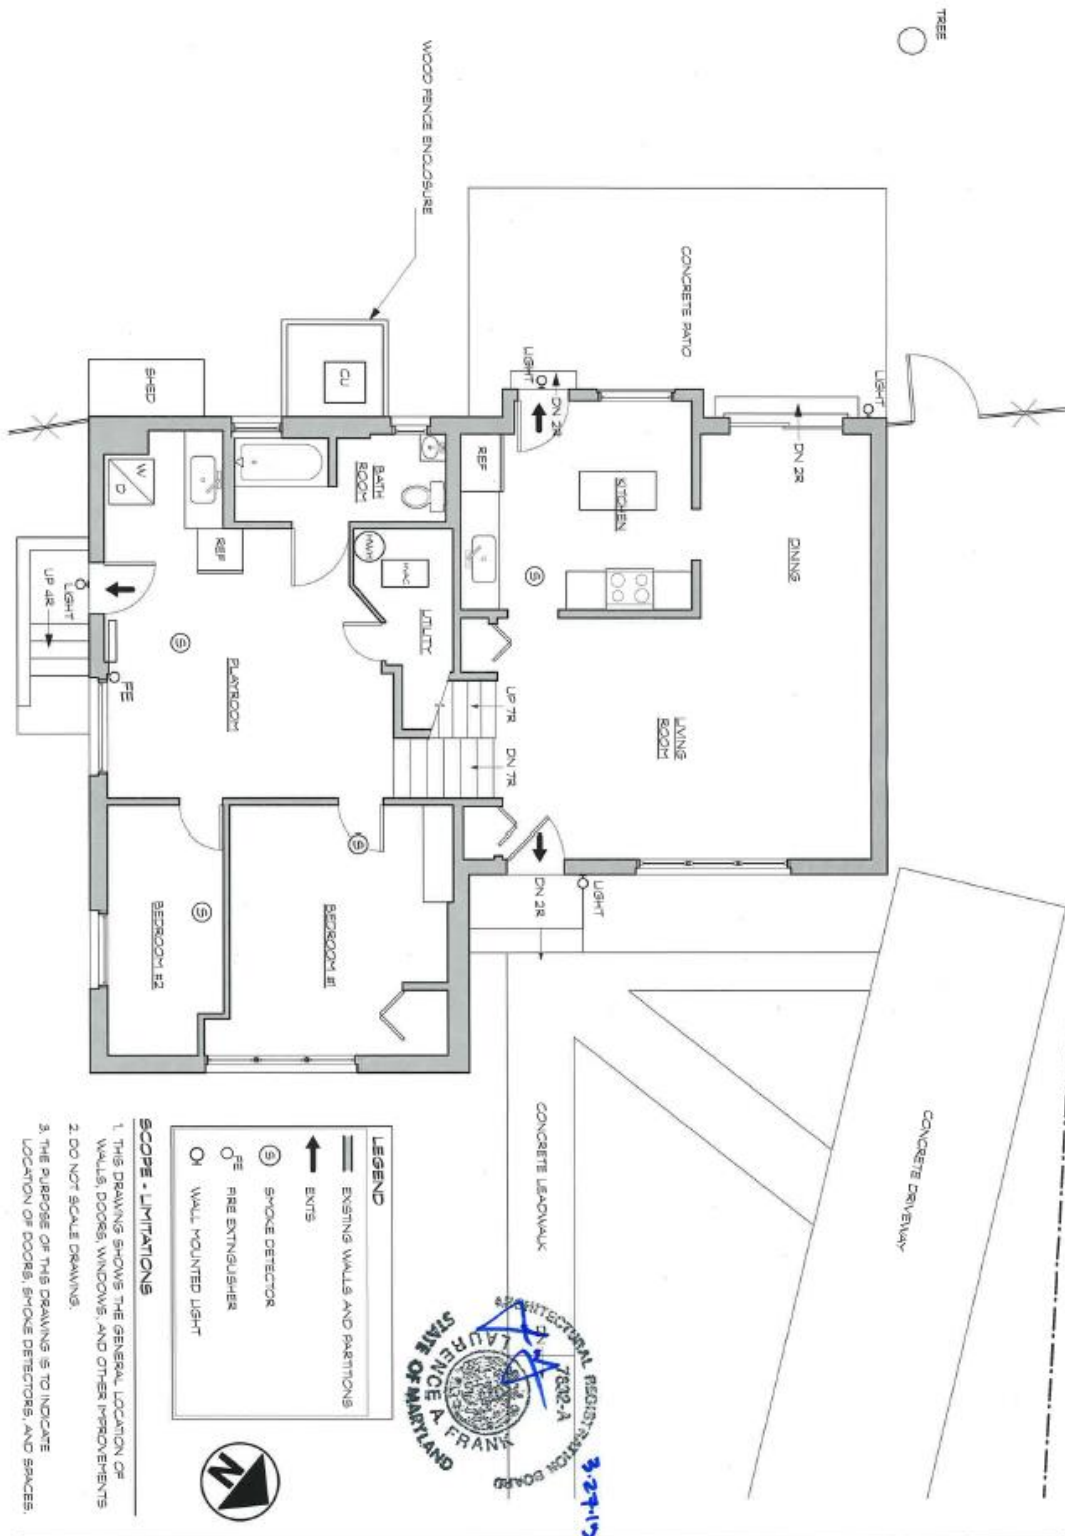 TREE
WOOD FENCE ENCLOSURE
CONCRETE PATIO
LIGHT
DN 2R
LIGHT
DN 2R
SHED
CU
W
D
REF
BATH
ROOM
REF
KITCHEN
DINING
HWH
HVAC
UTILITY
S
LIGHT
UP 4R
S
FE
PLAYROOM
UP 7R
DN 7R
LIVING
ROOM
S
S
BEDROOM #2
BEDROOM #1
DN 2R
LIGHT
CONCRETE LEADWALK
CONCRETE DRIVEWAY
LEGEND
EXISTING WALLS AND PARTITIONS
EXITS
S SMOKE DETECTOR
FE FIRE EXTINGUISHER
WALL MOUNTED LIGHT
SCOPE - LIMITATIONS
1. THIS DRAWING SHOWS THE GENERAL LOCATION OF
WALLS, DOORS, WINDOWS, AND OTHER IMPROVEMENTS
2. DO NOT SCALE DRAWING.
3. THE PURPOSE OF THIS DRAWING IS TO INDICATE
LOCATION OF DOORS, SMOKE DETECTORS, AND SPACES.
ARCHITECTURAL REGISTRATION BOARD
7832-A
LAURENCE A. FRANK
STATE OF MARYLAND
N